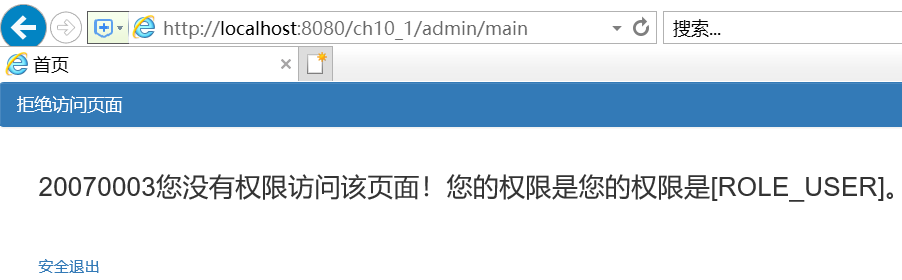 http://localhost:8080/ch10_1/admin/main
搜索...
首页
拒绝访问页面
20070003您没有权限访问该页面！您的权限是您的权限是[ROLE_USER]。
安全退出